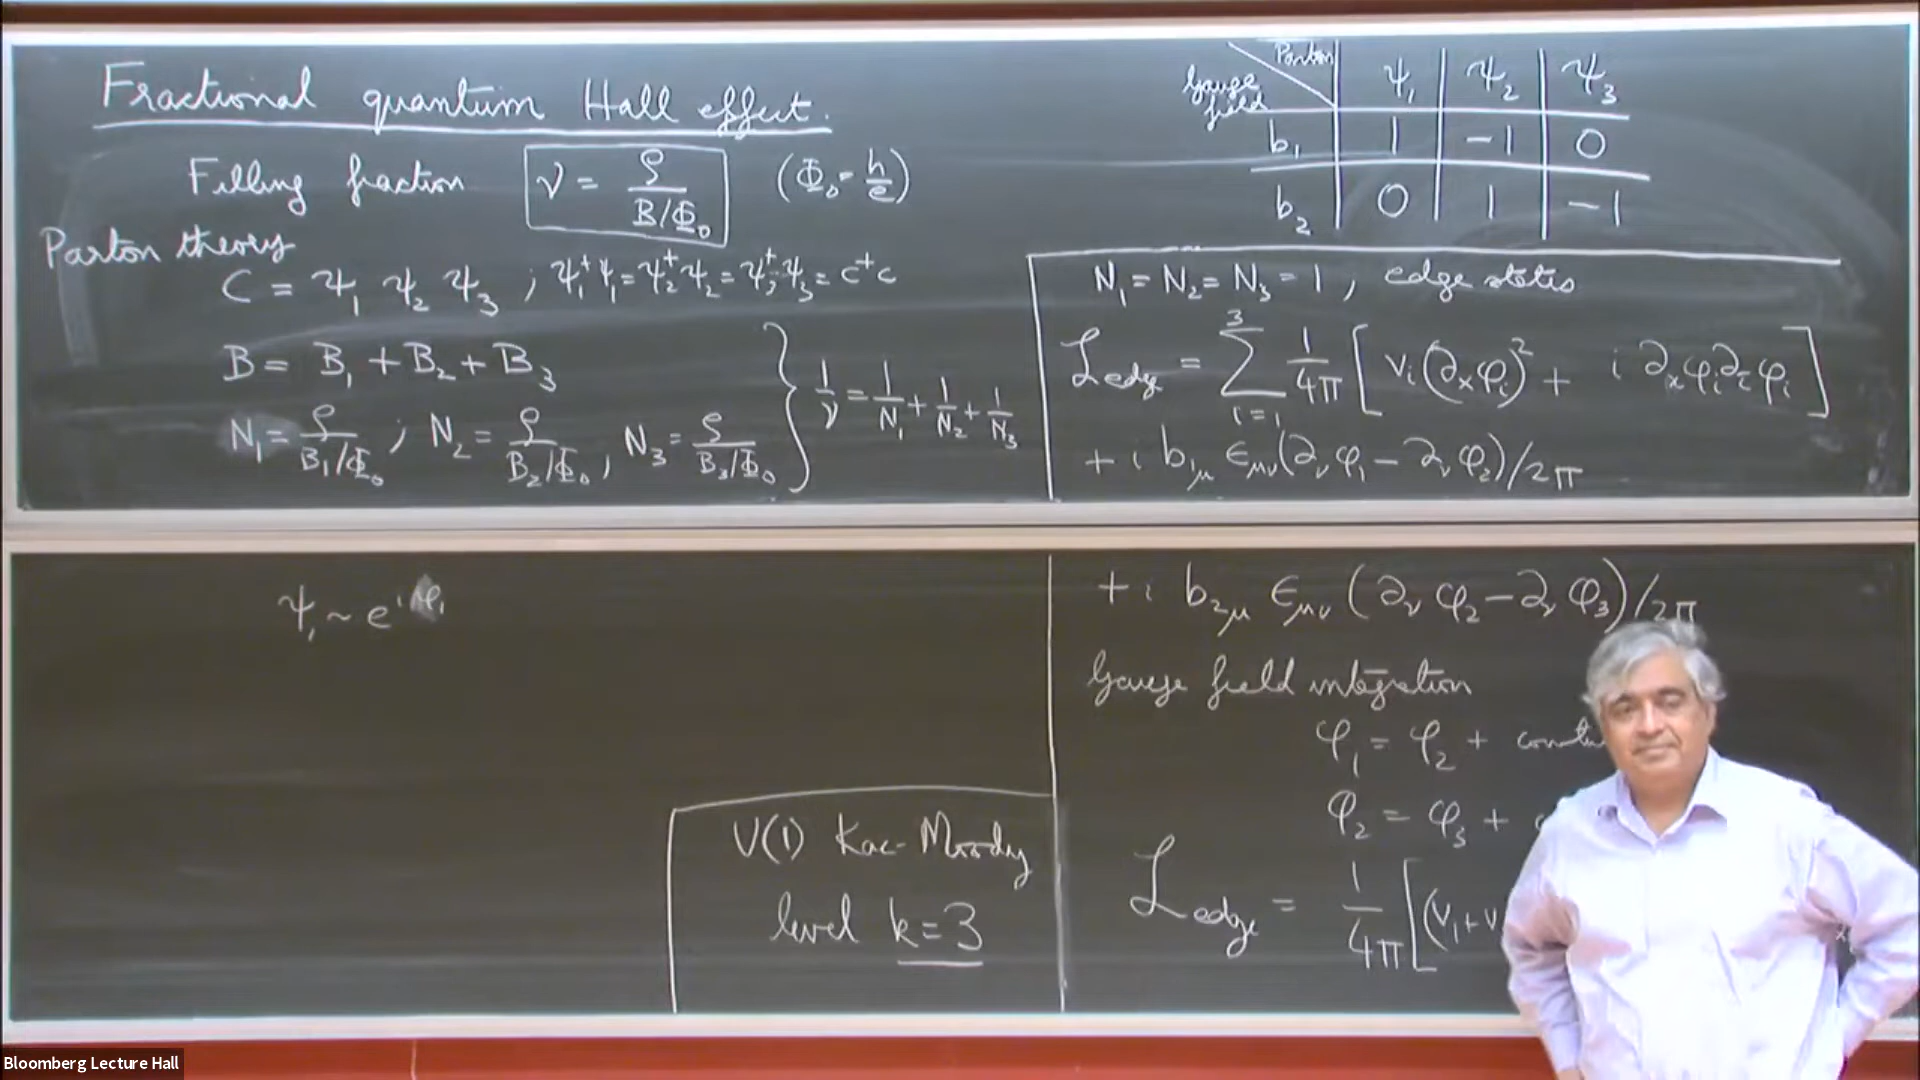 Fractional quantum Hall effect.
Filling fraction ν = ρ / (B/Φ₀) (Φ₀ = h/e)
Parton theory
C = ψ₁ ψ₂ ψ₃ ; ψ₁⁺ψ₁ = ψ₂⁺ψ₂ = ψ₃⁺ψ₃ = c⁺c
B = B₁ + B₂ + B₃
N₁ = ρ / (B₁/Φ₀) ; N₂ = ρ / (B₂/Φ₀) , N₃ = ρ / (B₃/Φ₀) } 1/ν = 1/N₁ + 1/N₂ + 1/N₃
Parton ψ₁ ψ₂ ψ₃
Gauge field
b₁ 1 -1 0
b₂ 0 1 -1
N₁ = N₂ = N₃ = 1 , edge states
ℒ edge = Σ_{i=1}^{3} 1/4π [ vᵢ(∂ₓφᵢ)² + i ∂ₓφᵢ ∂_τφᵢ ]
+ i b₁μ ϵμν(∂νφ₁ - ∂νφ₂)/2π
ψ₁ ~ e^{iφ₁}
U(1) Kac-Moody
level k=3
+ i b₂μ ϵμν (∂ν φ₂ - ∂ν φ₃)/2π
Gauge field integration
φ₁ = φ₂ +
φ₂ = φ₃ +
ℒ edge = 1/4π [(v₁+v
Bloomberg Lecture Hall